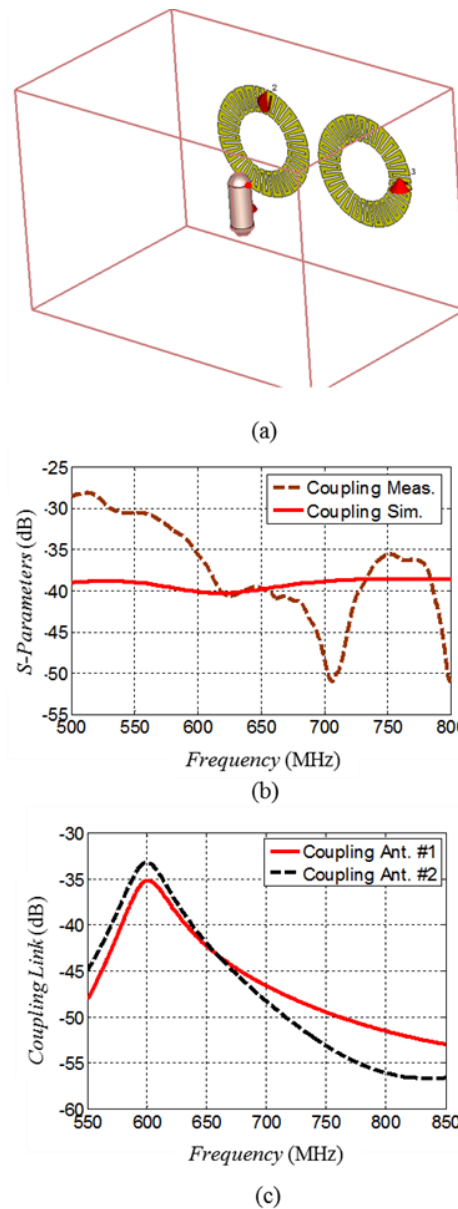 2
3
(a)
-25
-30
-35
-40
-45
-50
-55
S-Parameters (dB)
Coupling Meas.
Coupling Sim.
500 550 600 650 700 750 800
Frequency (MHz)
(b)
-30
-35
-40
-45
-50
-55
-60
Coupling Link (dB)
Coupling Ant. #1
Coupling Ant. #2
550 600 650 700 750 800 850
Frequency (MHz)
(c)